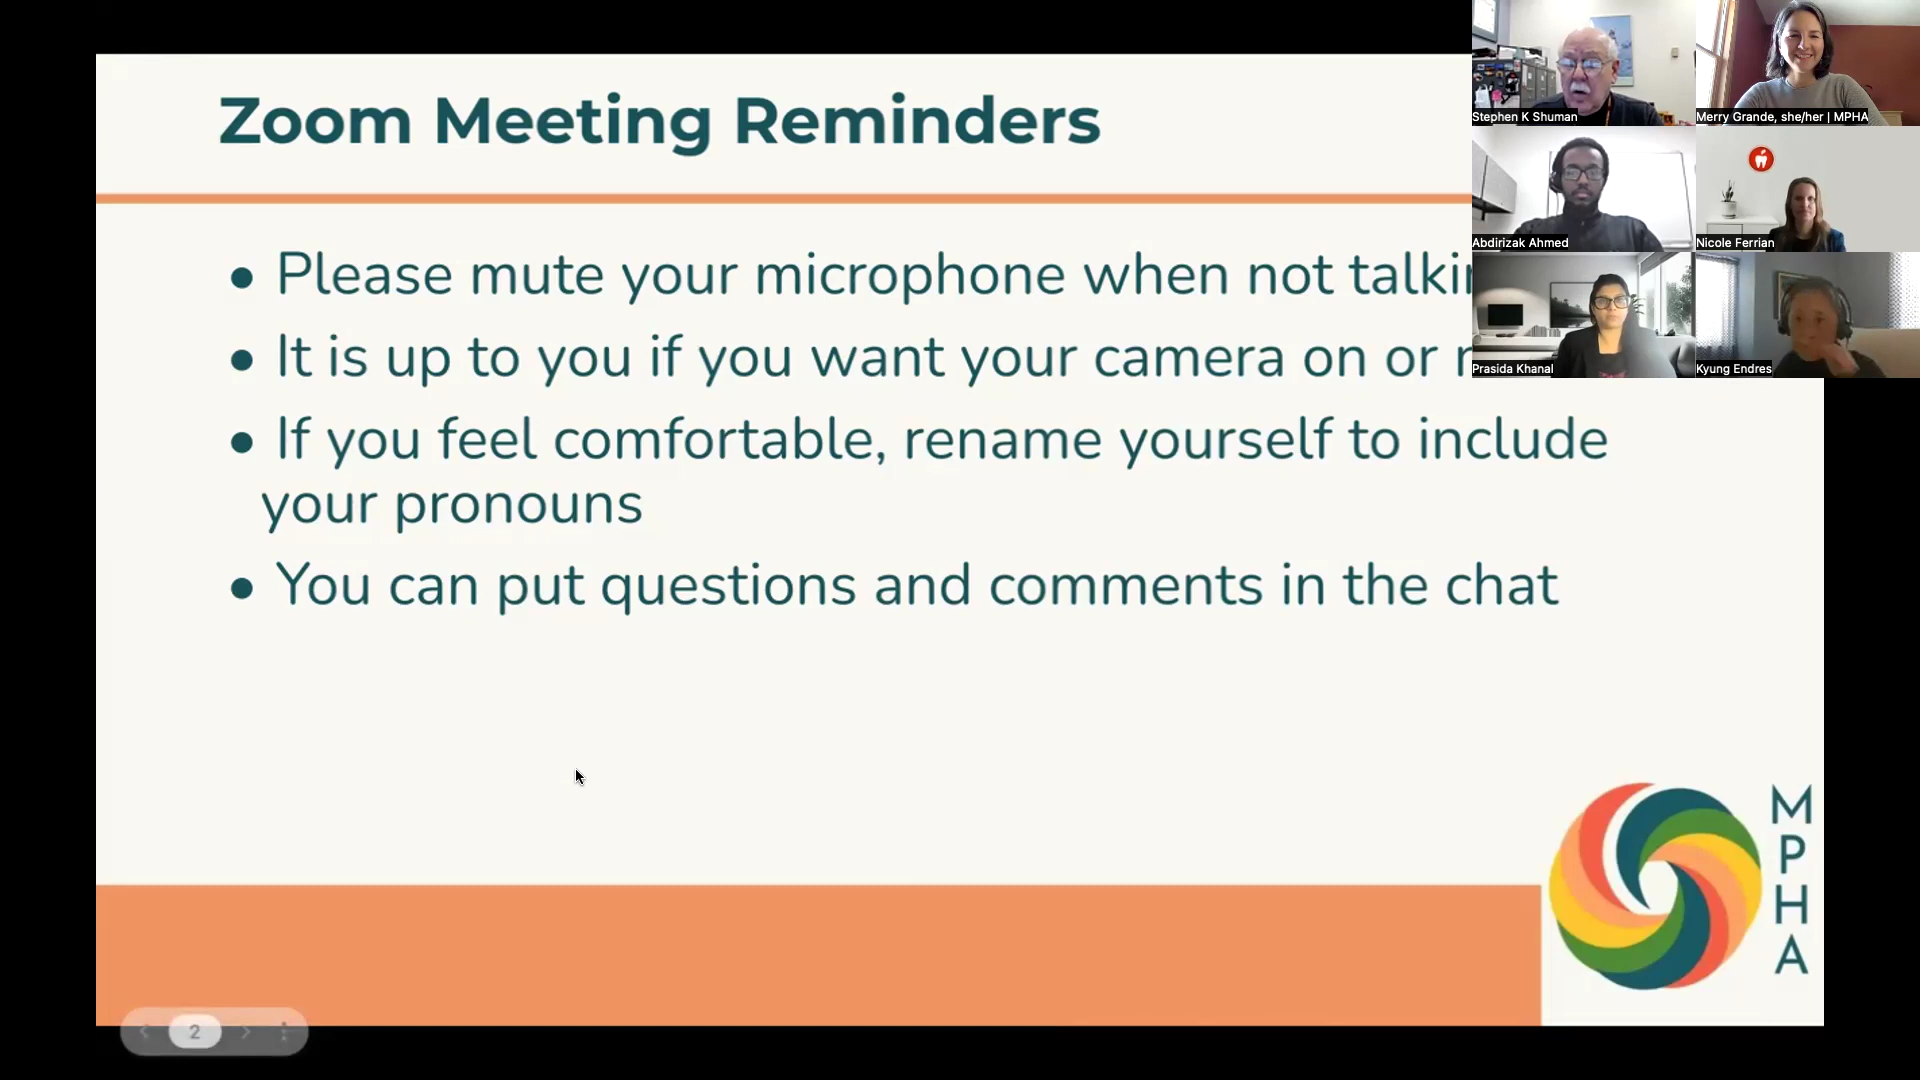 Zoom Meeting Reminders
• Please mute your microphone when not talkin
• It is up to you if you want your camera on or
• If you feel comfortable, rename yourself to include
your pronouns
• You can put questions and comments in the chat
Stephen K Shuman
Merry Grande, she/her | MPHA
Abdirizak Ahmed
Nicole Ferrian
Prasida Khanal
Kyung Endres
M
P
H
A
2